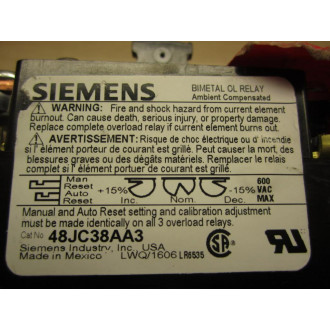 SIEMENS
BIMETAL OL RELAY
Ambient Compensated
WARNING: Fire and shock hazard from current element
burnout. Can cause death, serious injury, or property damage.
Replace complete overload relay if current element burns out.
AVERTISSEMENT: Risque de choc électrique ou d' incendie
si l' elément porteur de courant est grillé. Peut causer la mort, des
blessures graves ou des dégâts matériels. Remplacer le relais
complet si l' elément porteur de courant est grillé.
Man
Reset +15% -15% 600 VAC MAX
Auto
Reset Inc. Nom. Dec.
Manual and Auto Reset setting and calibration adjustment
must be made identically on all 3 overload relays.
Cat No 48JC38AA3
Siemens Industry, Inc., USA
Made in Mexico LWQ/1606 LR6535